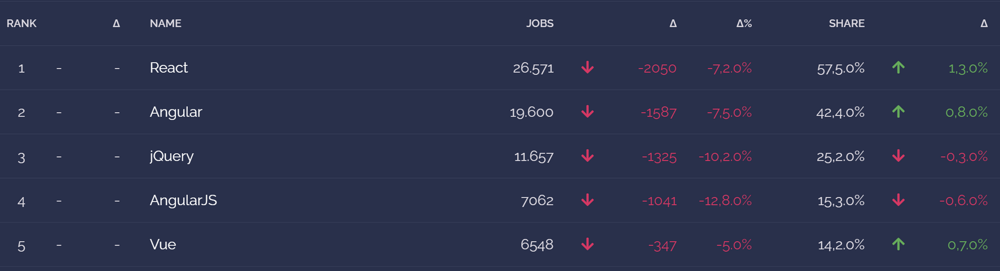 RANK Δ NAME JOBS Δ Δ% SHARE Δ
1 - - React 26.571 -2050 -7,2.0% 57,5.0% 1,3.0%
2 - - Angular 19.600 -1587 -7,5.0% 42,4.0% 0,8.0%
3 - - jQuery 11.657 -1325 -10,2.0% 25,2.0% -0,3.0%
4 - - AngularJS 7062 -1041 -12,8.0% 15,3.0% -0,6.0%
5 - - Vue 6548 -347 -5.0% 14,2.0% 0,7.0%